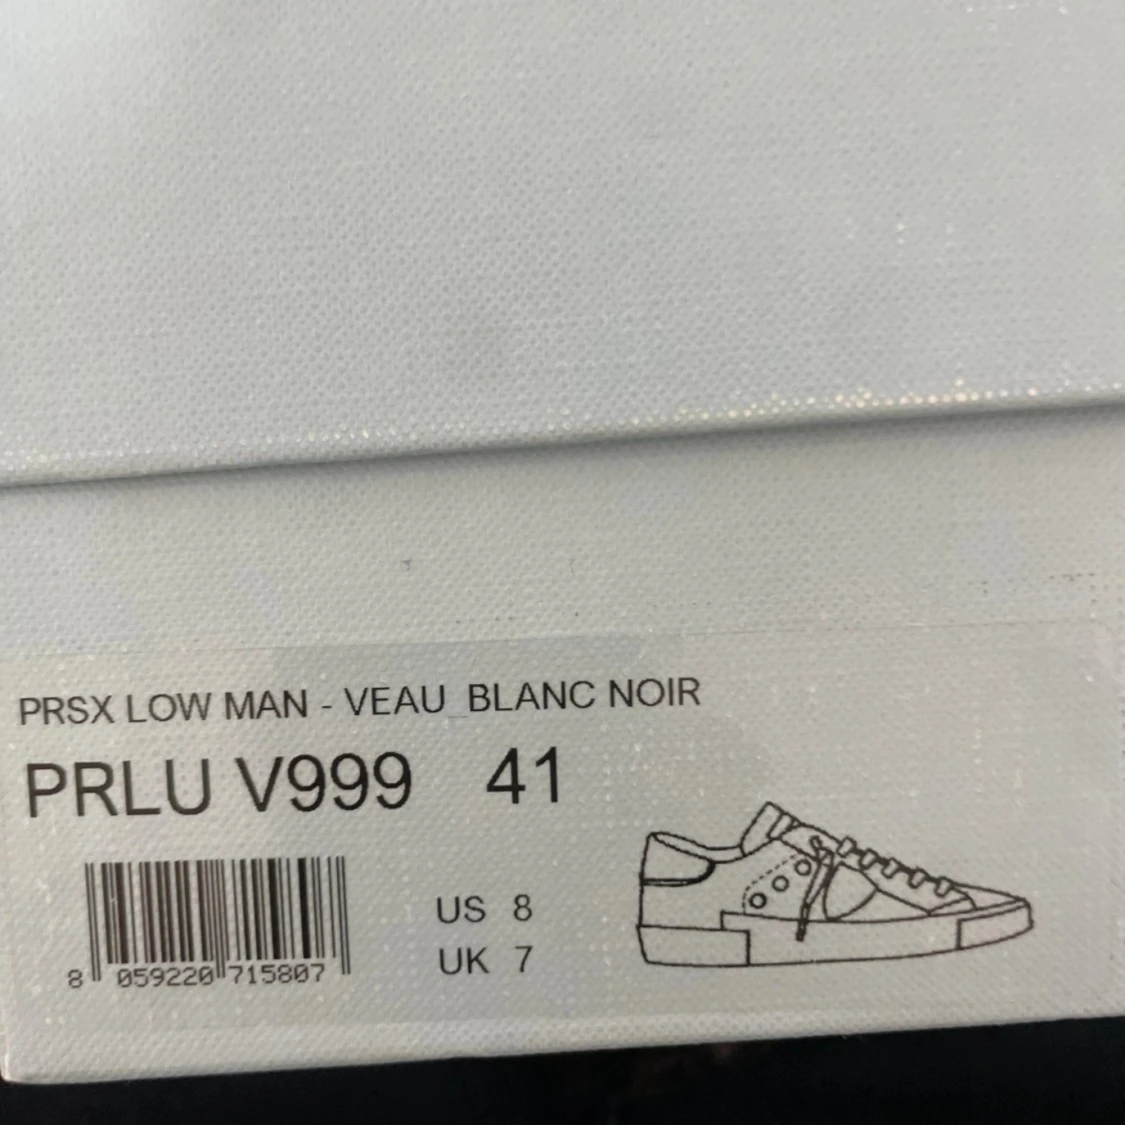 PRSX LOW MAN - VEAU_BLANC NOIR
PRLU V999 41
US 8
UK 7
8 059220 715807